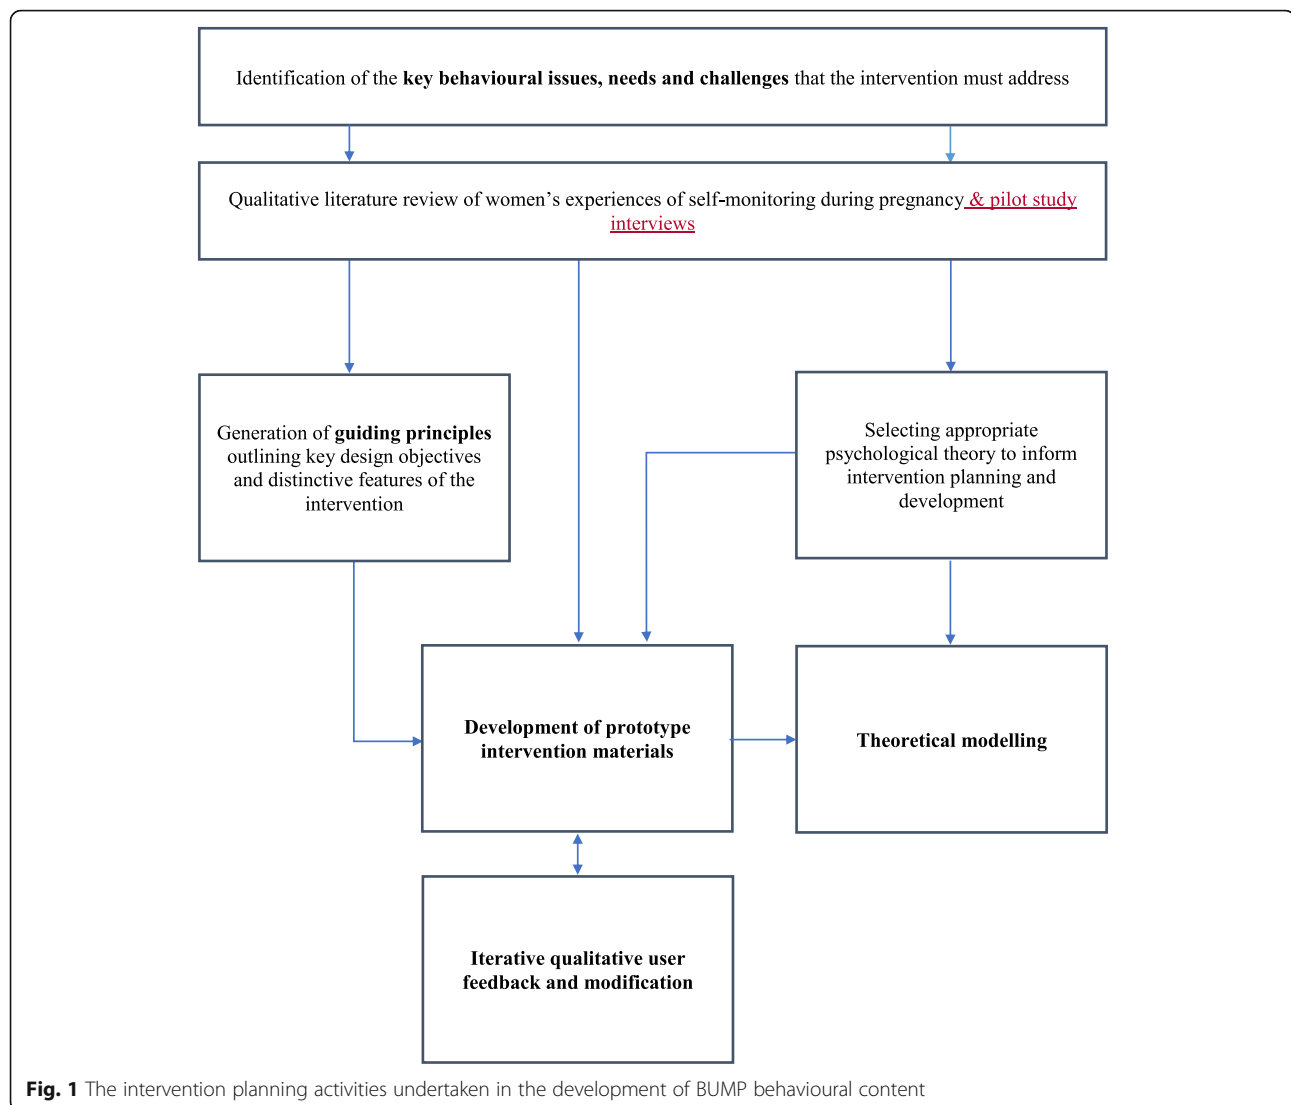 Identification of the key behavioural issues, needs and challenges that the intervention must address
Qualitative literature review of women's experiences of self-monitoring during pregnancy & pilot study
interviews
Generation of guiding principles
outlining key design objectives
and distinctive features of the
intervention
Selecting appropriate
psychological theory to inform
intervention planning and
development
Development of prototype
intervention materials
Theoretical modelling
Iterative qualitative user
feedback and modification
Fig. 1 The intervention planning activities undertaken in the development of BUMP behavioural content